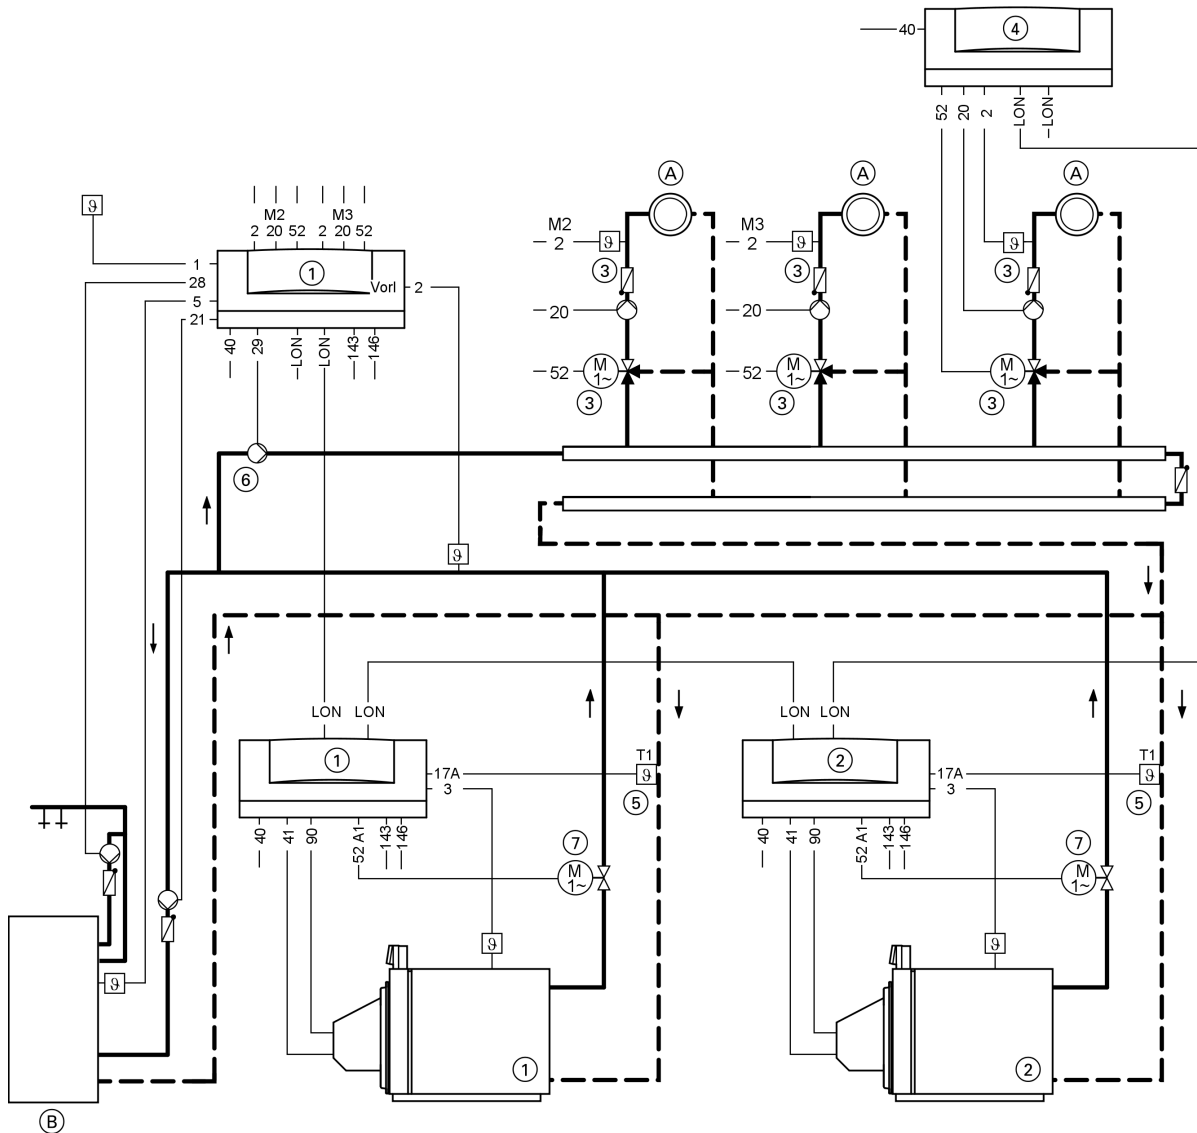 40 4
52 20 2 LON LON
A A A
ϑ
M2 M3
2 20 52 2 20 52
M2 M3
2 ϑ 2 ϑ ϑ
1 1
28 Vorl 2
5
21
3 3 3
40 29 LON LON 143 146
20 20
52 M 1~ 52 M 1~ M 1~
3 3 3
6
ϑ
LON LON LON LON
1 2
T1 T1
17A ϑ 17A ϑ
3 5 3 5
40 41 90 52 A1 143 146
40 41 90 52 A1 143 146
7 7
M 1~ M 1~
ϑ ϑ
ϑ
1 2
B